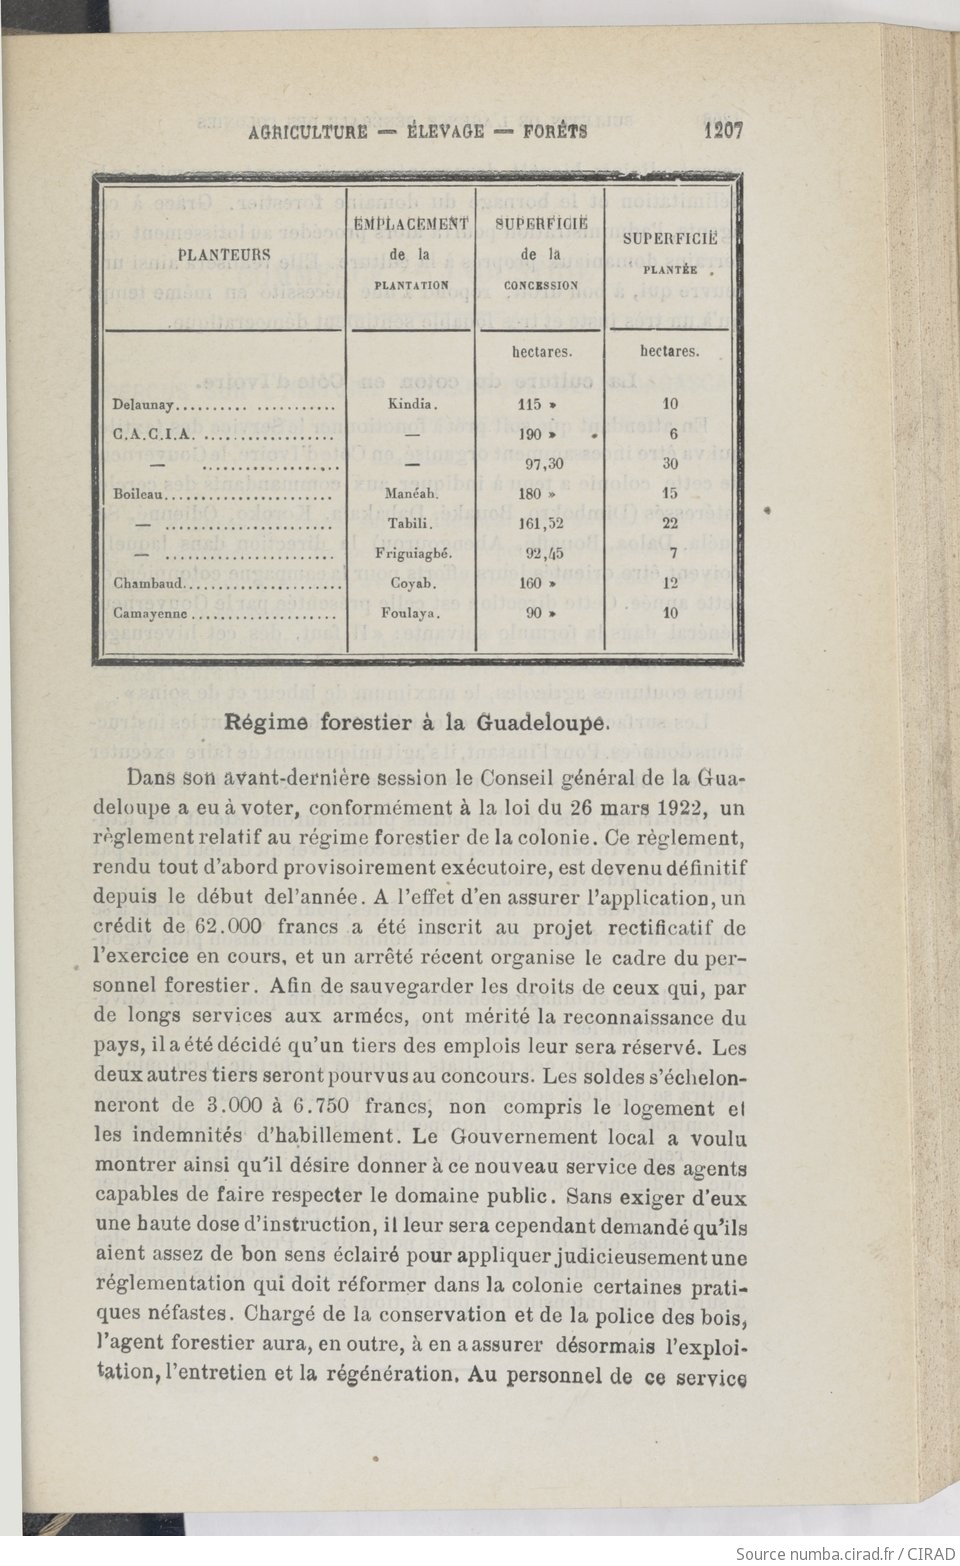 AGRICULTURE — ÉLEVAGE — FORÊTS 1207
PLANTEURS EMPLACEMENT de la PLANTATION SUPERFICIE de la CONCESSION SUPERFICIE PLANTÉE
hectares. hectares.
Delaunay.......... ........... Kindia. 115 » 10
C.A.C.I.A. .................. — 190 » 6
— ................... — 97,30 30
Boileau....................... Manéah. 180 » 15
— ....................... Tabili. 161,52 22
— ....................... Friguiagbé. 92,45 7
Chambaud..................... Coyah. 160 » 12
Camayenne .................... Foulaya. 90 » 10
Régime forestier à la Guadeloupe.
Dans son avant-dernière session le Conseil général de la Gua-
deloupe a eu à voter, conformément à la loi du 26 mars 1922, un
règlement relatif au régime forestier de la colonie. Ce règlement,
rendu tout d'abord provisoirement exécutoire, est devenu définitif
depuis le début del'année. A l'effet d'en assurer l'application, un
crédit de 62.000 francs a été inscrit au projet rectificatif de
l'exercice en cours, et un arrêté récent organise le cadre du per-
sonnel forestier. Afin de sauvegarder les droits de ceux qui, par
de longs services aux armées, ont mérité la reconnaissance du
pays, il a été décidé qu'un tiers des emplois leur sera réservé. Les
deux autres tiers seront pourvus au concours. Les soldes s'échelon-
neront de 3.000 à 6.750 francs, non compris le logement et
les indemnités d'habillement. Le Gouvernement local a voulu
montrer ainsi qu'il désire donner à ce nouveau service des agents
capables de faire respecter le domaine public. Sans exiger d'eux
une haute dose d'instruction, il leur sera cependant demandé qu'ils
aient assez de bon sens éclairé pour appliquer judicieusement une
réglementation qui doit réformer dans la colonie certaines prati-
ques néfastes. Chargé de la conservation et de la police des bois,
l'agent forestier aura, en outre, à en a assurer désormais l'exploi-
tation, l'entretien et la régénération. Au personnel de ce service
Source numba.cirad.fr / CIRAD